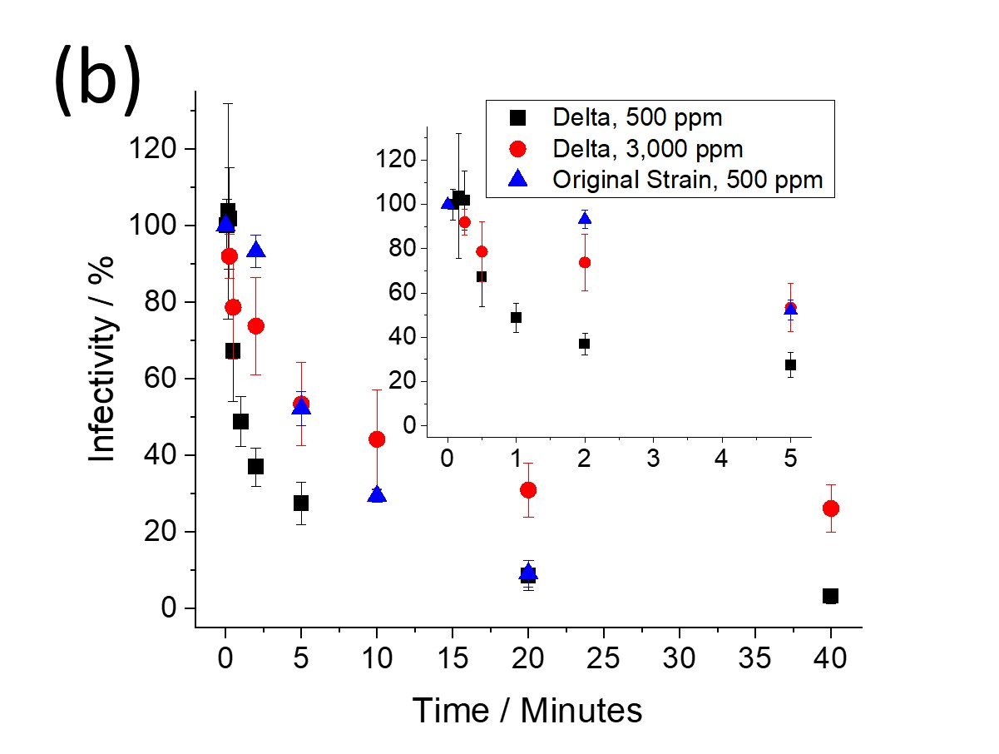 (b)
Infectivity / %
120
100
80
60
40
20
0
0 5 10 15 20 25 30 35 40
Time / Minutes
Delta, 500 ppm
Delta, 3,000 ppm
Original Strain, 500 ppm
120
100
80
60
40
20
0
0 1 2 3 4 5